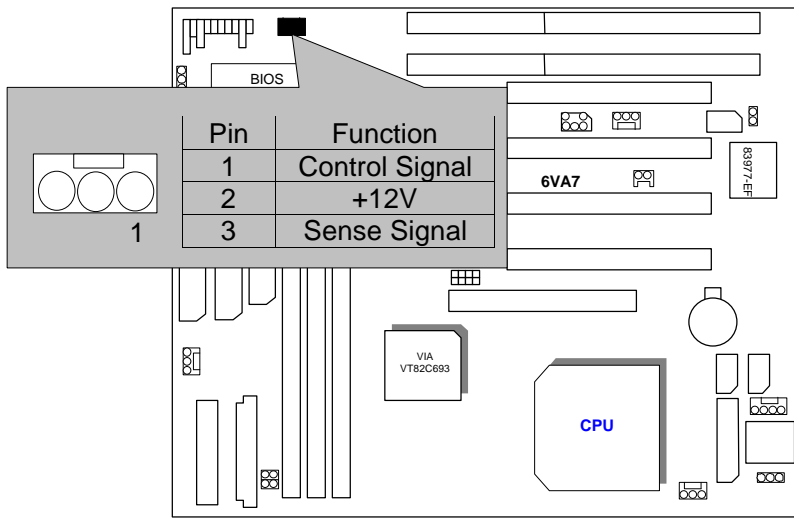 BIOS
Pin Function
1 Control Signal
2 +12V
3 Sense Signal
1
6VA7
83977-EF
VIA
VT82C693
CPU